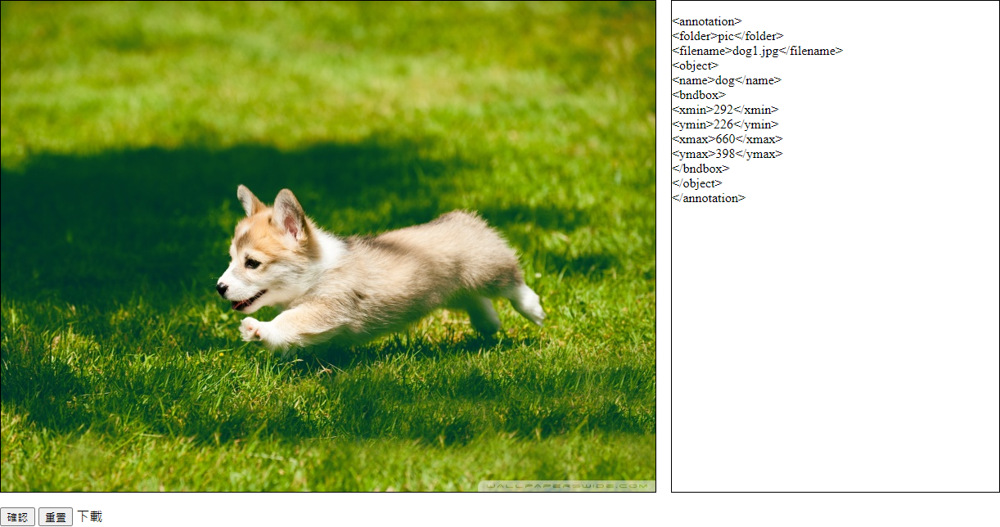 <annotation>
<folder>pic</folder>
<filename>dog1.jpg</filename>
<object>
<name>dog</name>
<bndbox>
<xmin>292</xmin>
<ymin>226</ymin>
<xmax>660</xmax>
<ymax>398</ymax>
</bndbox>
</object>
</annotation>
WALLPAPERSWIDE.COM
確認 重置 下載